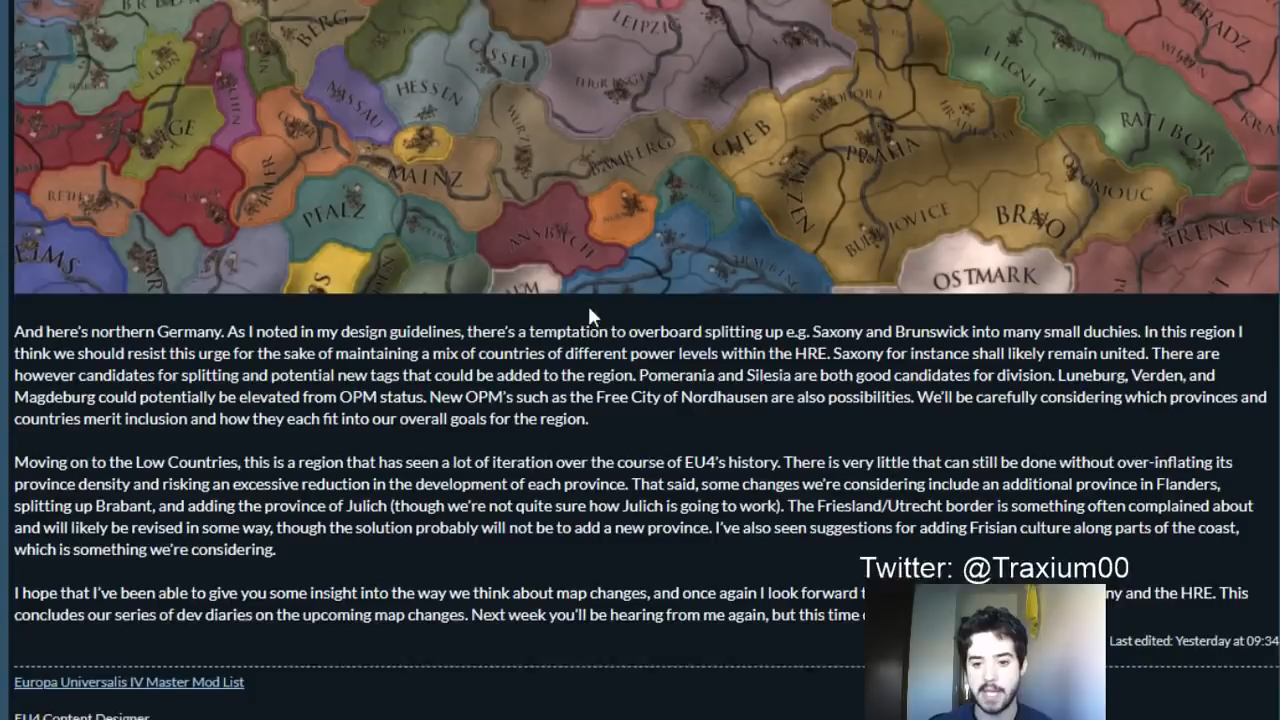 BERG
LEIPZIG
CASSEL
HESSEN
NASSAU
LIEGNITZ
RATIBOR
MAINZ
BAMBERG
CHEB
PRAHA
PFALZ
ANSBACH
PLZEN
BUDEJOVICE
BRNO
OLOMOUC
OSTMARK
And here's northern Germany. As I noted in my design guidelines, there's a temptation to overboard splitting up e.g. Saxony and Brunswick into many small duchies. In this region I
think we should resist this urge for the sake of maintaining a mix of countries of different power levels within the HRE. Saxony for instance shall likely remain united. There are
however candidates for splitting and potential new tags that could be added to the region. Pomerania and Silesia are both good candidates for division. Luneburg, Verden, and
Magdeburg could potentially be elevated from OPM status. New OPM's such as the Free City of Nordhausen are also possibilities. We'll be carefully considering which provinces and
countries merit inclusion and how they each fit into our overall goals for the region.
Moving on to the Low Countries, this is a region that has seen a lot of iteration over the course of EU4's history. There is very little that can still be done without over-inflating its
province density and risking an excessive reduction in the development of each province. That said, some changes we're considering include an additional province in Flanders,
splitting up Brabant, and adding the province of Julich (though we're not quite sure how Julich is going to work). The Friesland/Utrecht border is something often complained about
and will likely be revised in some way, though the solution probably will not be to add a new province. I've also seen suggestions for adding Frisian culture along parts of the coast,
which is something we're considering.
Twitter: @Traxium00
I hope that I've been able to give you some insight into the way we think about map changes, and once again I look forward t ny and the HRE. This
concludes our series of dev diaries on the upcoming map changes. Next week you'll be hearing from me again, but this time
Last edited: Yesterday at 09:34
Europa Universalis IV Master Mod List
EU4 Content Designer